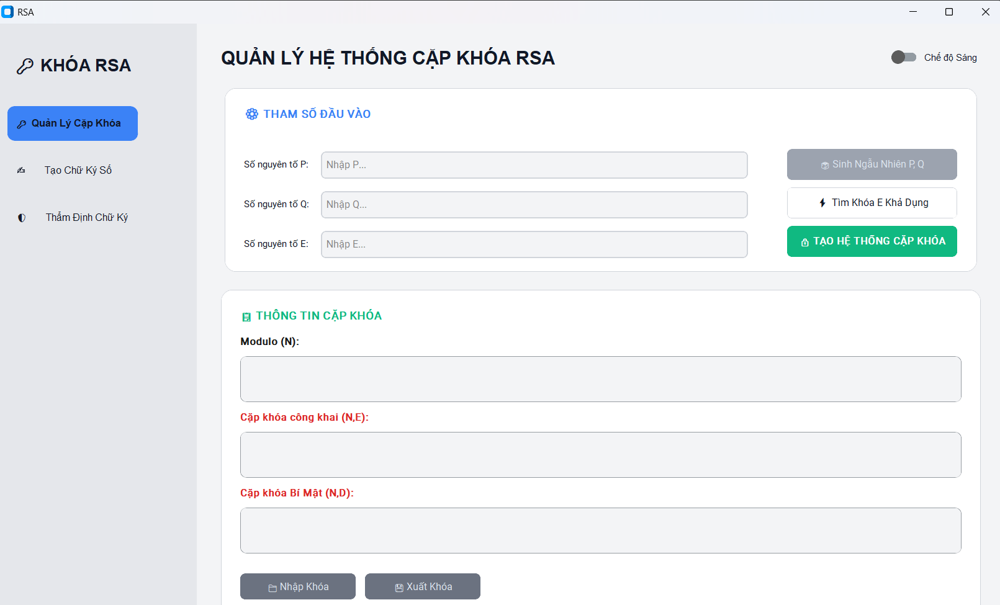 RSA
KHÓA RSA
Quản Lý Cặp Khóa
Tạo Chữ Ký Số
Thẩm Định Chữ Ký
QUẢN LÝ HỆ THỐNG CẶP KHÓA RSA
Chế độ Sáng
THAM SỐ ĐẦU VÀO
Số nguyên tố P:
Nhập P...
Sinh Ngẫu Nhiên P, Q
Số nguyên tố Q:
Nhập Q...
Tìm Khóa E Khả Dụng
Số nguyên tố E:
Nhập E...
TẠO HỆ THỐNG CẶP KHÓA
THÔNG TIN CẶP KHÓA
Modulo (N):
Cặp khóa công khai (N,E):
Cặp khóa Bí Mật (N,D):
Nhập Khóa
Xuất Khóa